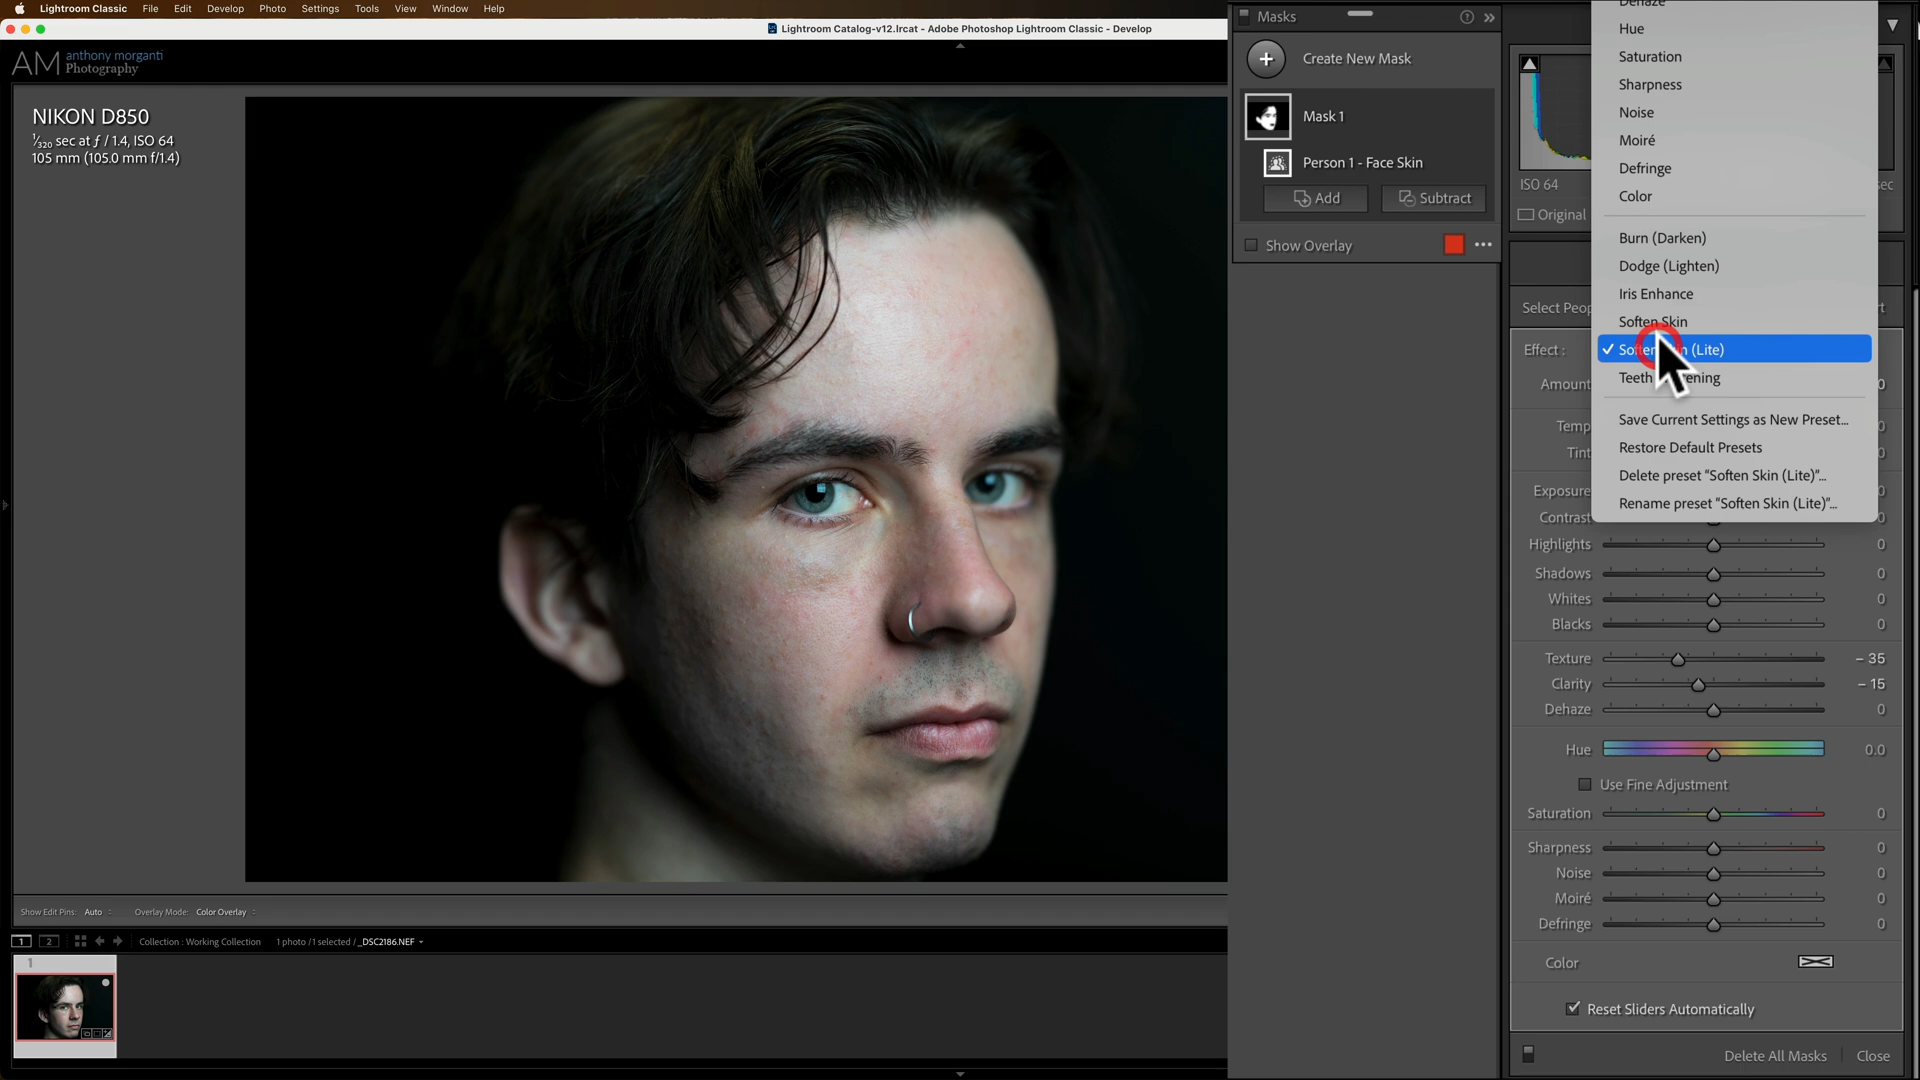 Lightroom Classic File Edit Develop Photo Settings Tools View Window Help
Lightroom Catalog-v12.lrcat - Adobe Photoshop Lightroom Classic - Develop
AM anthony morganti
Photography
NIKON D850
1/320 sec at ƒ / 1.4, ISO 64
105 mm (105.0 mm f/1.4)
Masks
Create New Mask
Mask 1
Person 1 - Face Skin
Add Subtract
Show Overlay
Dehaze
Hue
Saturation
Sharpness
Noise
Moiré
Defringe
Color
Burn (Darken)
Dodge (Lighten)
Iris Enhance
Soften Skin
(Lite)
Save Current Settings as New Preset...
Restore Default Presets
Delete preset “Soften Skin (Lite)”...
Rename preset “Soften Skin (Lite)”...
ISO 64
Original
Effect :
Amount
Temp
Tint
Exposure
Contrast
Highlights 0
Shadows 0
Whites 0
Blacks 0
Texture – 35
Clarity – 15
Dehaze 0
Hue 0.0
Use Fine Adjustment
Saturation 0
Sharpness 0
Noise 0
Moiré 0
Defringe 0
Color
Reset Sliders Automatically
Delete All Masks Close
Show Edit Pins: Auto Overlay Mode: Color Overlay
1 2 Collection : Working Collection 1 photo /1 selected /_DSC2186.NEF
1